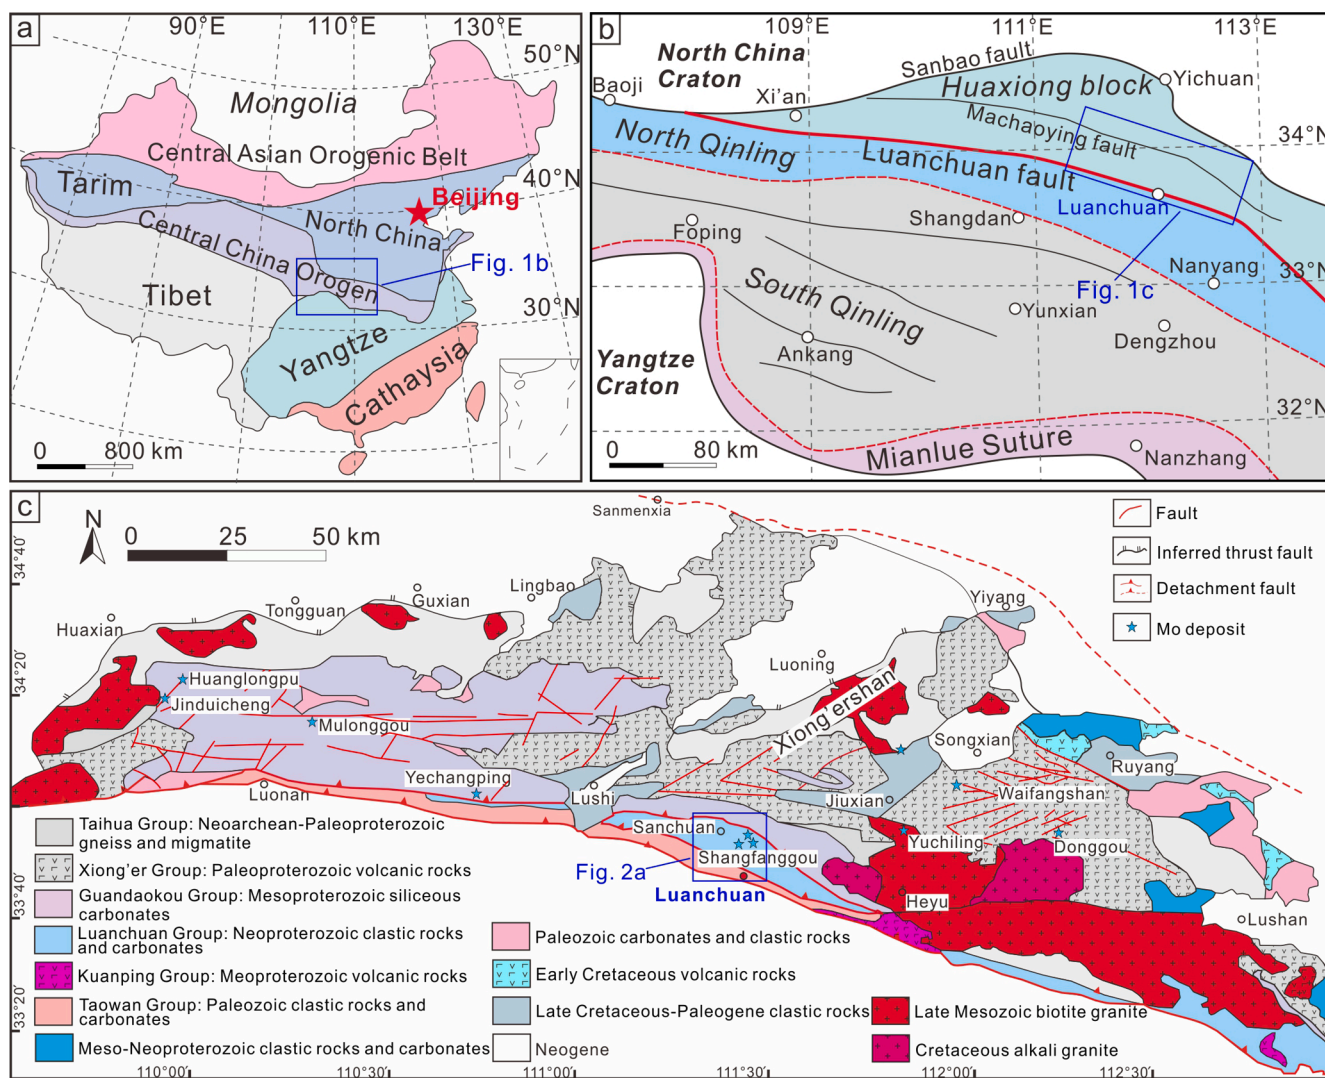 a
90°E
110°E
130°E
50°N
Mongolia
Central Asian Orogenic Belt
40°N
Tarim
Beijing
North China
Central China Orogen
Fig. 1b
Tibet
30°N
Yangtze
Cathaysia
0 800 km
b
109°E
111°E
113°E
North China
Craton
Sanbao fault
Baoji
Xi'an
Huaxiong block
Yichuan
Machaoying fault
34°N
North Qinling
Luanchuan fault
Luanchuan
Shangdan
Foping
Nanyang
33°N
Fig. 1c
South Qinling
Yunxian
Dengzhou
Ankang
Yangtze
Craton
32°N
Mianlue Suture
Nanzhang
0 80 km
c
N
0 25 50 km
Sanmenxia
Fault
Inferred thrust fault
Detachment fault
Mo deposit
34°40'
34°20'
33°40'
33°20'
Huaxian
Tongguan
Guxian
Lingbao
Yiyang
Luoning
Huanglongpu
Jinduicheng
Mulonggou
Xiong'ershan
Songxian
Ruyang
Yechangping
Luonan
Lushi
Jiuxian
Waifangshan
Sanchuan
Yuchiling
Donggou
Shangfanggou
Fig. 2a
Luanchuan
Heyu
Lushan
Taihua Group: Neoarchean-Paleoproterozoic
gneiss and migmatite
Xiong'er Group: Paleoproterozoic volcanic rocks
Guandaokou Group: Mesoproterozoic siliceous
carbonates
Luanchuan Group: Neoproterozoic clastic rocks
and carbonates
Kuanping Group: Meoproterozoic volcanic rocks
Taowan Group: Paleozoic clastic rocks and
carbonates
Meso-Neoproterozoic clastic rocks and carbonates
Paleozoic carbonates and clastic rocks
Early Cretaceous volcanic rocks
Late Cretaceous-Paleogene clastic rocks
Neogene
Late Mesozoic biotite granite
Cretaceous alkali granite
110°00'
110°30'
111°00'
111°30'
112°00'
112°30'